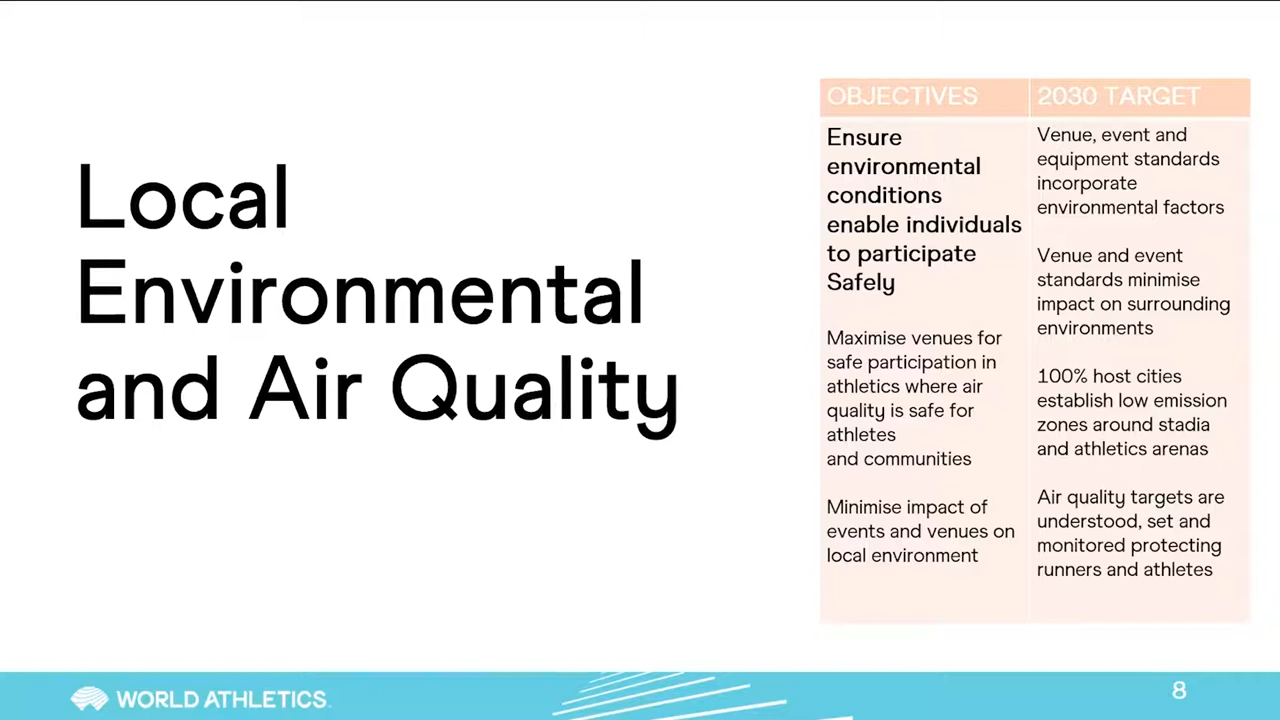 Local
Environmental
and Air Quality
OBJECTIVES
Ensure
environmental
conditions
enable individuals
to participate
Safely
Maximise venues for
safe participation in
athletics where air
quality is safe for
athletes
and communities
Minimise impact of
events and venues on
local environment
2030 TARGET
Venue, event and
equipment standards
incorporate
environmental factors
Venue and event
standards minimise
impact on surrounding
environments
100% host cities
establish low emission
zones around stadia
and athletics arenas
Air quality targets are
understood, set and
monitored protecting
runners and athletes
WORLD ATHLETICS
8